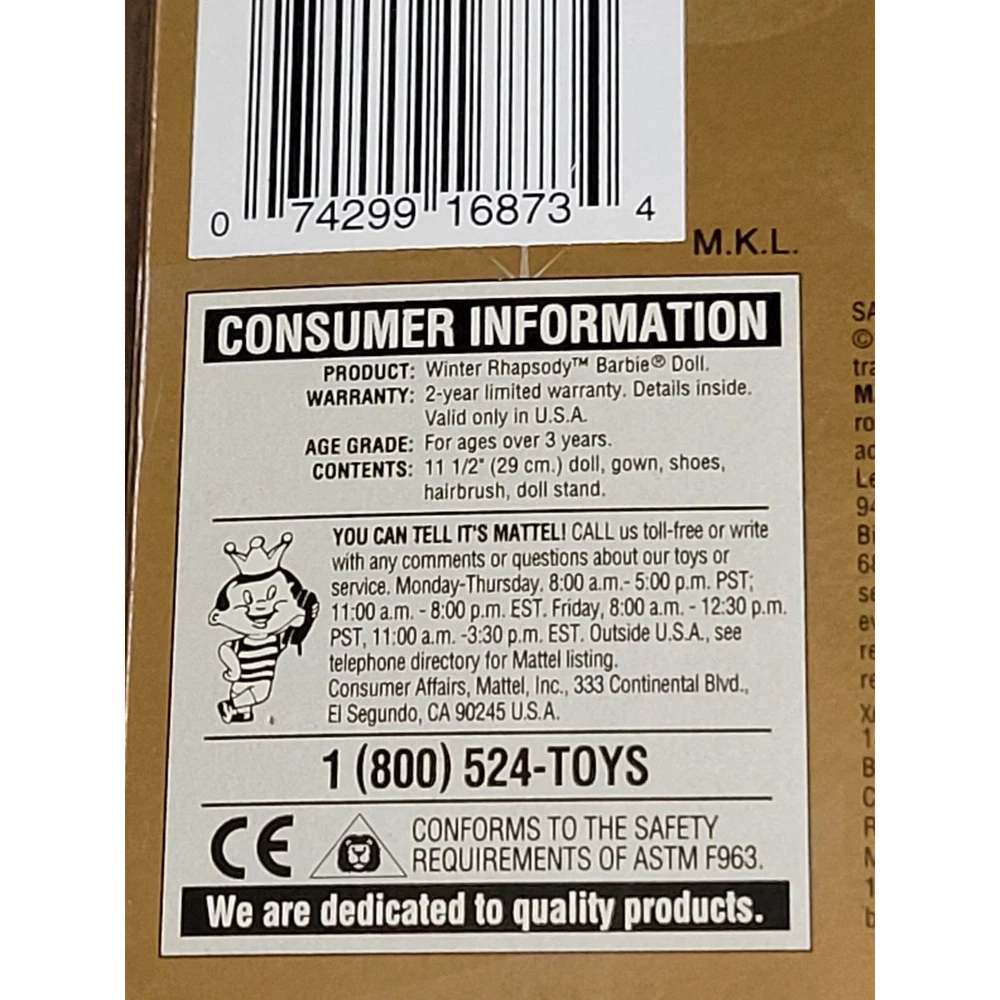 0 74299 16873 4
M.K.L.
CONSUMER INFORMATION
PRODUCT: Winter Rhapsody™ Barbie® Doll.
WARRANTY: 2-year limited warranty. Details inside.
Valid only in U.S.A.
AGE GRADE: For ages over 3 years.
CONTENTS: 11 1/2" (29 cm.) doll, gown, shoes,
hairbrush, doll stand.
YOU CAN TELL IT'S MATTEL! CALL us toll-free or write
with any comments or questions about our toys or
service. Monday-Thursday, 8:00 a.m.- 5:00 p.m. PST;
11:00 a.m. - 8:00 p.m. EST. Friday, 8:00 a.m. - 12:30 p.m.
PST, 11:00 a.m. -3:30 p.m. EST. Outside U.S.A., see
telephone directory for Mattel listing.
Consumer Affairs, Mattel, Inc., 333 Continental Blvd.,
El Segundo, CA 90245 U.S.A.
1 (800) 524-TOYS
CE
CONFORMS TO THE SAFETY
REQUIREMENTS OF ASTM F963.
We are dedicated to quality products.